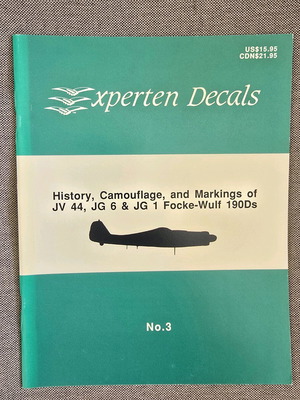 US$15.95
CDN$21.95
Experten Decals
History, Camouflage, and Markings of
JV 44, JG 6 & JG 1 Focke-Wulf 190Ds
No.3